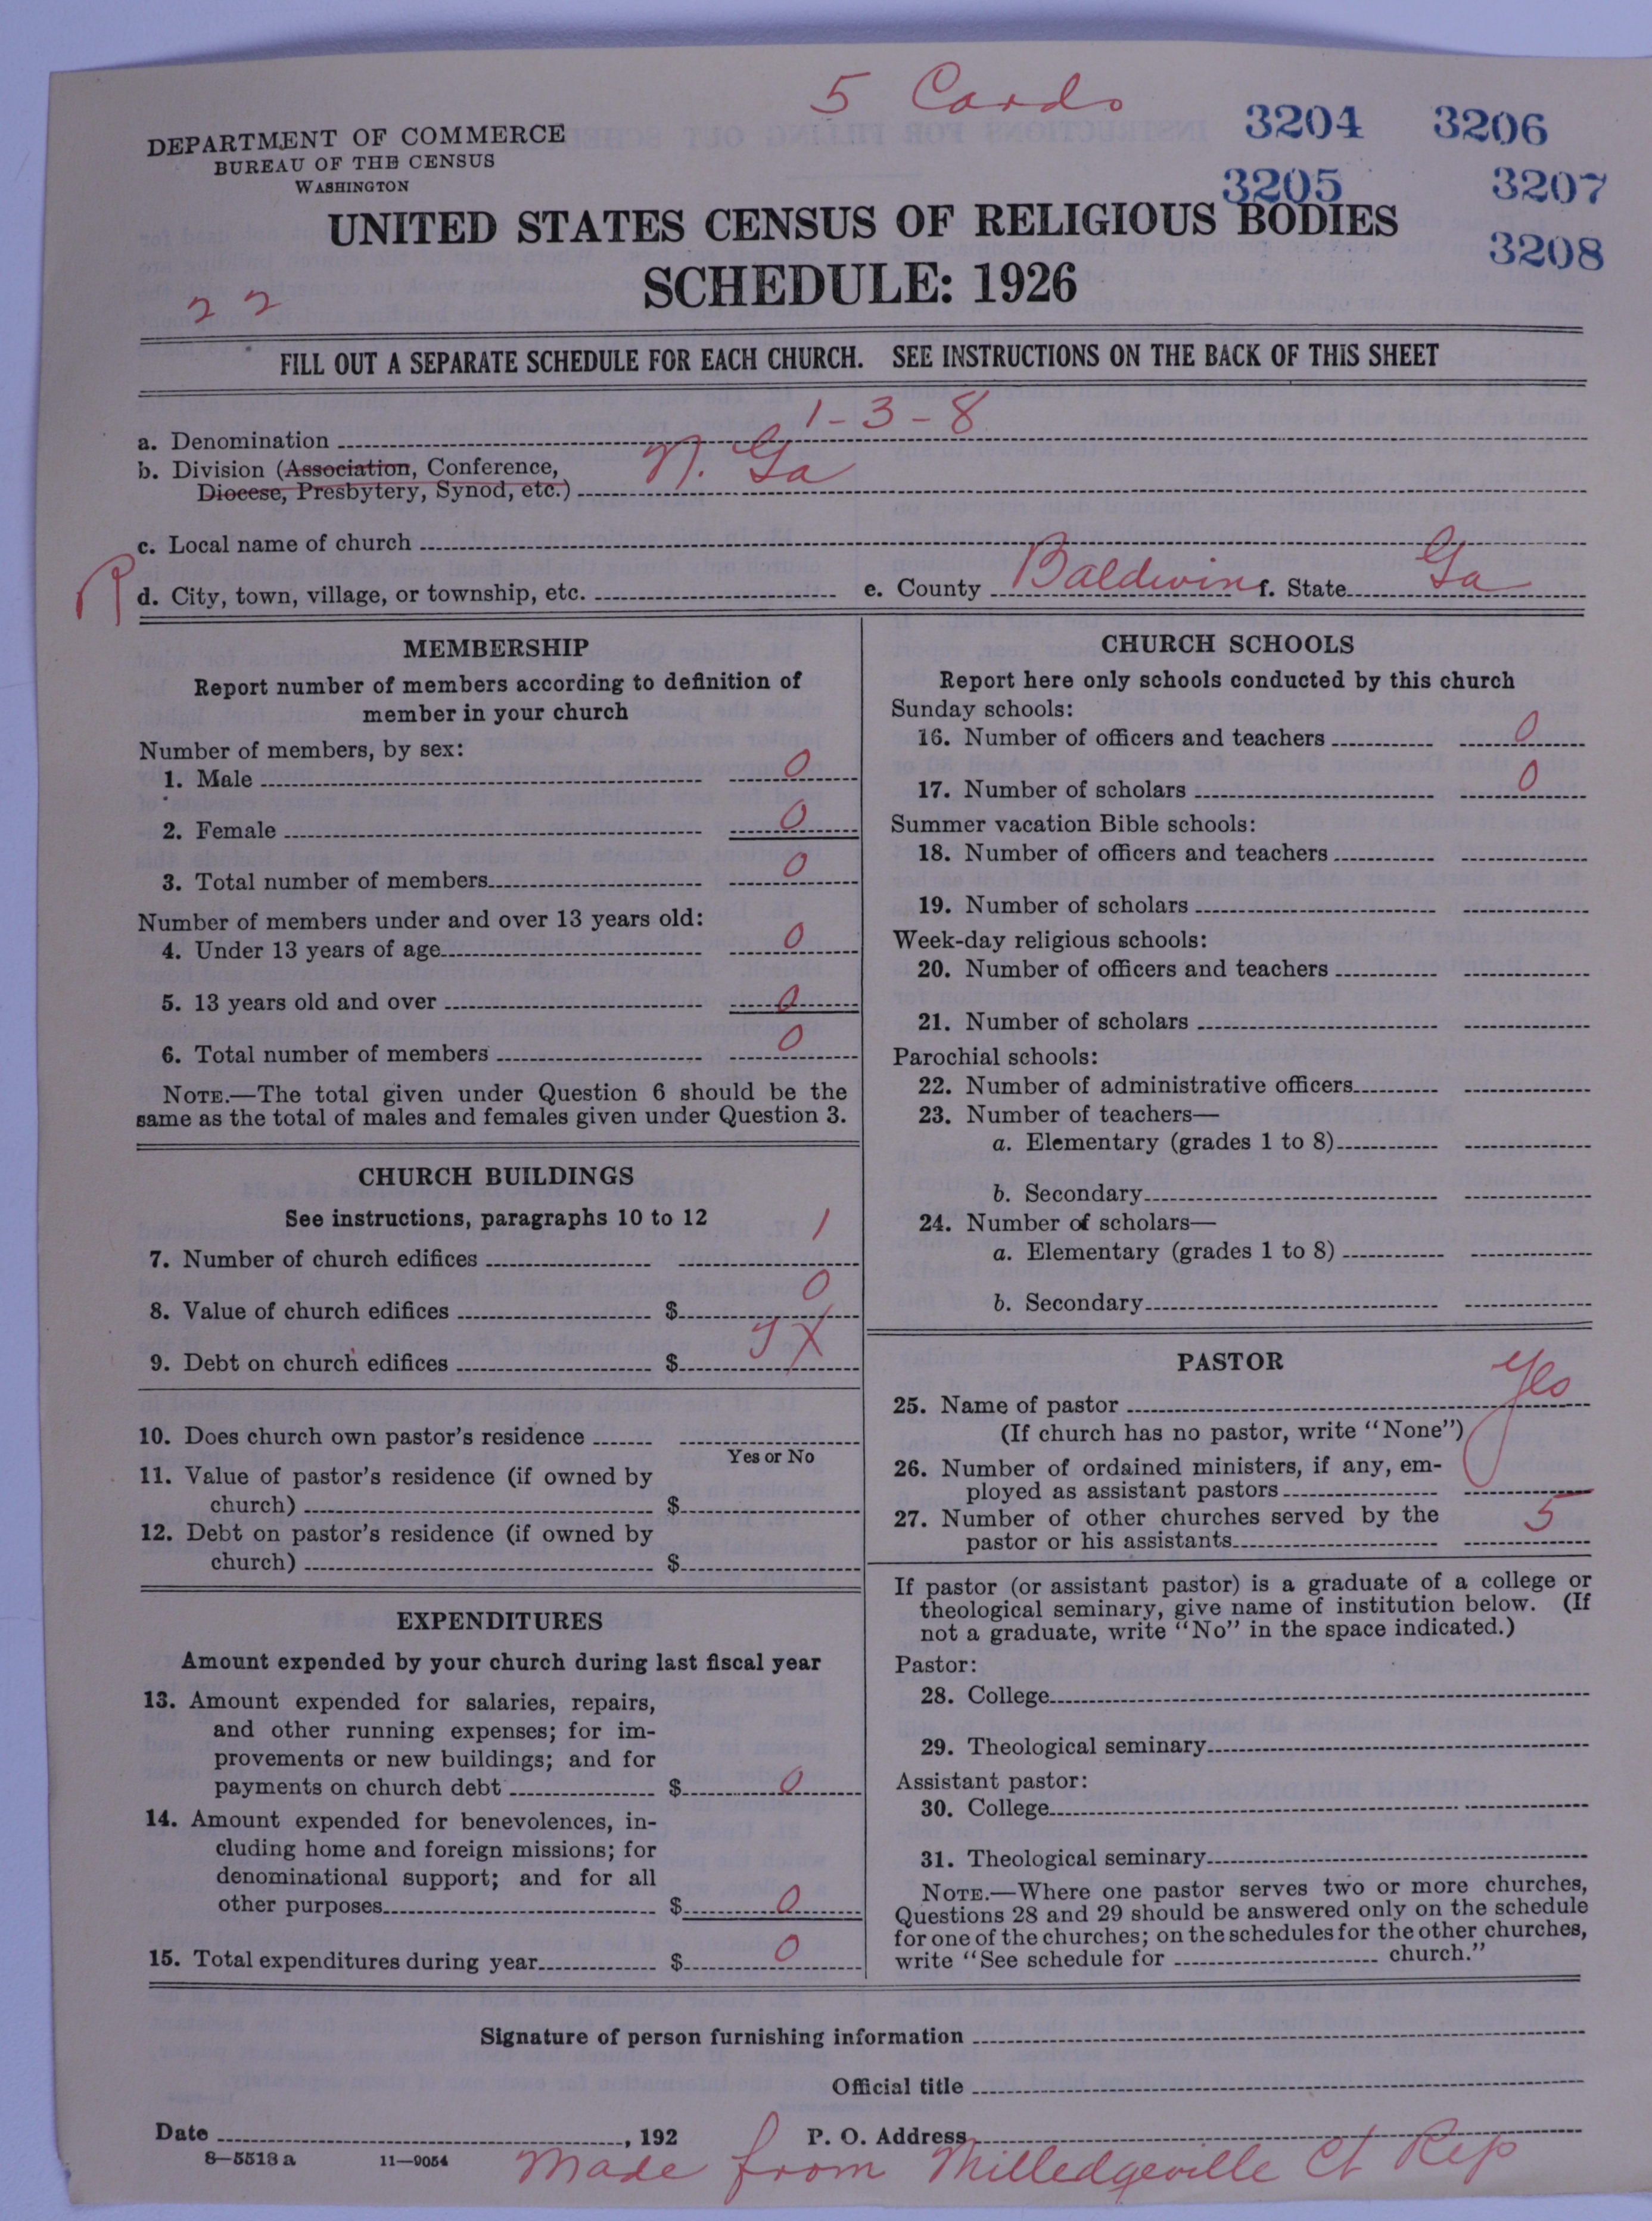 5 Cards
3204 3206
3205 3207
3208
DEPARTMENT OF COMMERCE
BUREAU OF THE CENSUS
WASHINGTON
UNITED STATES CENSUS OF RELIGIOUS BODIES
SCHEDULE: 1926
22
FILL OUT A SEPARATE SCHEDULE FOR EACH CHURCH. SEE INSTRUCTIONS ON THE BACK OF THIS SHEET
a. Denomination 1-3-8
b. Division (Association, Conference, N. Ga
Diocese, Presbytery, Synod, etc.)
c. Local name of church
R d. City, town, village, or township, etc. e. County Baldwin f. State Ga
MEMBERSHIP
Report number of members according to definition of
member in your church
Number of members, by sex:
1. Male 0
2. Female 0
3. Total number of members 0
Number of members under and over 13 years old:
4. Under 13 years of age 0
5. 13 years old and over 0
6. Total number of members 0
NOTE.—The total given under Question 6 should be the
same as the total of males and females given under Question 3.
CHURCH BUILDINGS
See instructions, paragraphs 10 to 12
7. Number of church edifices 1
8. Value of church edifices $ 0
9. Debt on church edifices $
10. Does church own pastor's residence
Yes or No
11. Value of pastor's residence (if owned by
church) $
12. Debt on pastor's residence (if owned by
church) $
EXPENDITURES
Amount expended by your church during last fiscal year
13. Amount expended for salaries, repairs,
and other running expenses; for im-
provements or new buildings; and for
payments on church debt $ 0
14. Amount expended for benevolences, in-
cluding home and foreign missions; for
denominational support; and for all
other purposes $ 0
15. Total expenditures during year $ 0
CHURCH SCHOOLS
Report here only schools conducted by this church
Sunday schools:
16. Number of officers and teachers 0
17. Number of scholars 0
Summer vacation Bible schools:
18. Number of officers and teachers
19. Number of scholars
Week-day religious schools:
20. Number of officers and teachers
21. Number of scholars
Parochial schools:
22. Number of administrative officers
23. Number of teachers—
a. Elementary (grades 1 to 8)
b. Secondary
24. Number of scholars—
a. Elementary (grades 1 to 8)
b. Secondary
PASTOR
25. Name of pastor Yes
(If church has no pastor, write "None")
26. Number of ordained ministers, if any, em-
ployed as assistant pastors
27. Number of other churches served by the
pastor or his assistants 5
If pastor (or assistant pastor) is a graduate of a college or
theological seminary, give name of institution below. (If
not a graduate, write "No" in the space indicated.)
Pastor:
28. College
29. Theological seminary
Assistant pastor:
30. College
31. Theological seminary
NOTE.—Where one pastor serves two or more churches,
Questions 28 and 29 should be answered only on the schedule
for one of the churches; on the schedules for the other churches,
write "See schedule for church."
Signature of person furnishing information
Official title
Date , 192 P. O. Address
8—5518 a 11—9054
Made from Milledgeville Ct Rep